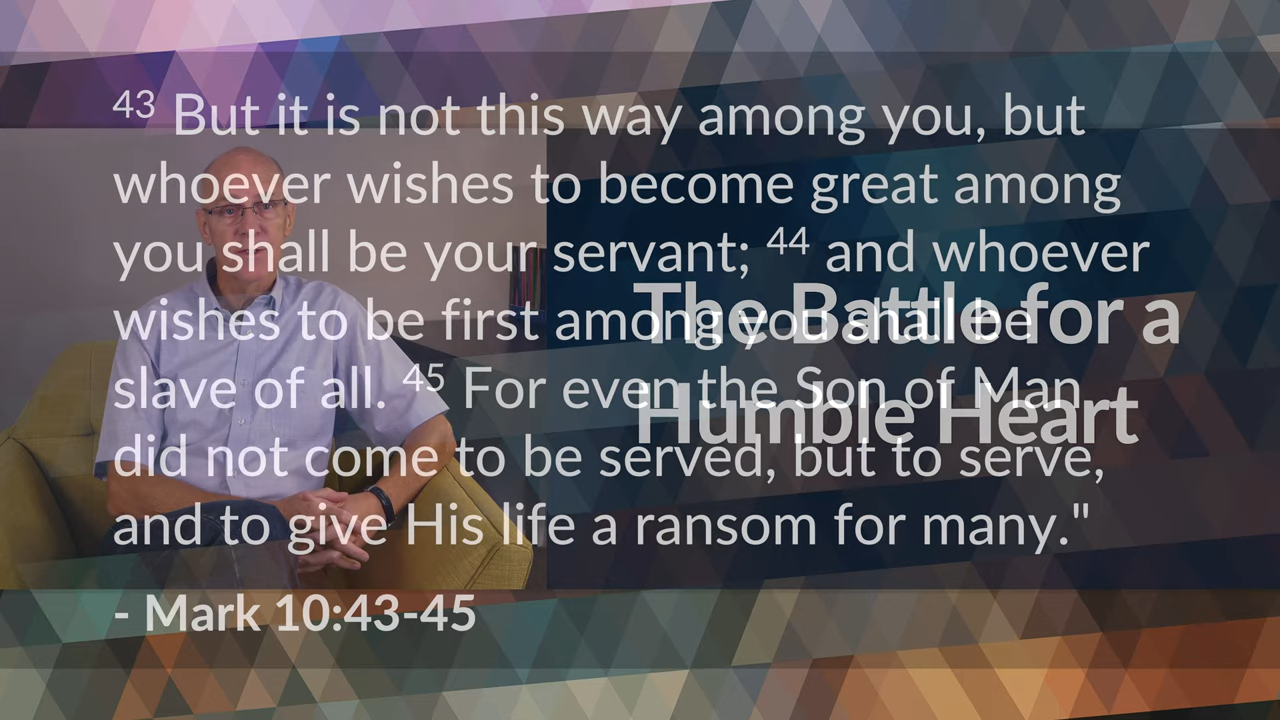 43 But it is not this way among you, but
whoever wishes to become great among
you shall be your servant; 44 and whoever
wishes to be first among you shall be
slave of all. 45 For even the Son of Man
did not come to be served, but to serve,
and to give His life a ransom for many."
- Mark 10:43-45
The Battle for a
Humble Heart